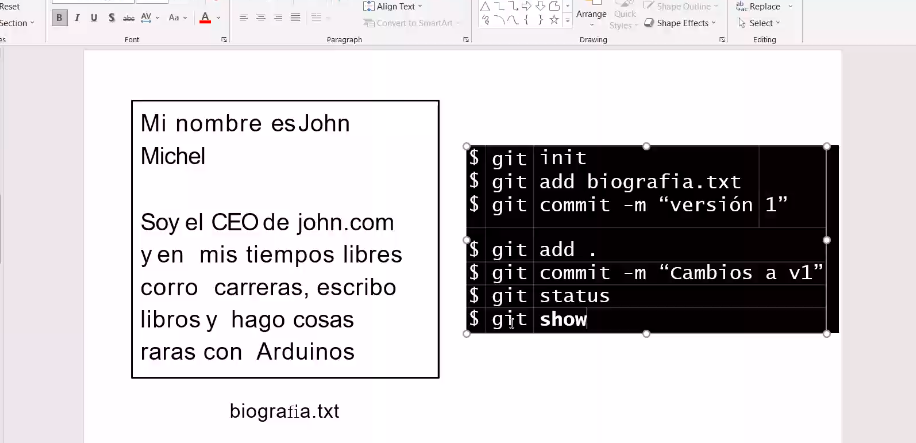 Reset
Section
B I U S abc AV Aa A
Font
Paragraph
Align Text
Convert to SmartArt
Arrange
Quick
Styles
Shape Outline
Shape Effects
Drawing
Replace
Select
Editing
Mi nombre esJohn
Michel
Soy el CEO de john.com
y en mis tiempos libres
corro carreras, escribo
libros y hago cosas
raras con Arduinos
biografia.txt
$ git init
$ git add biografia.txt
$ git commit -m “versión 1”
$ git add .
$ git commit -m “Cambios a v1”
$ git status
$ git show